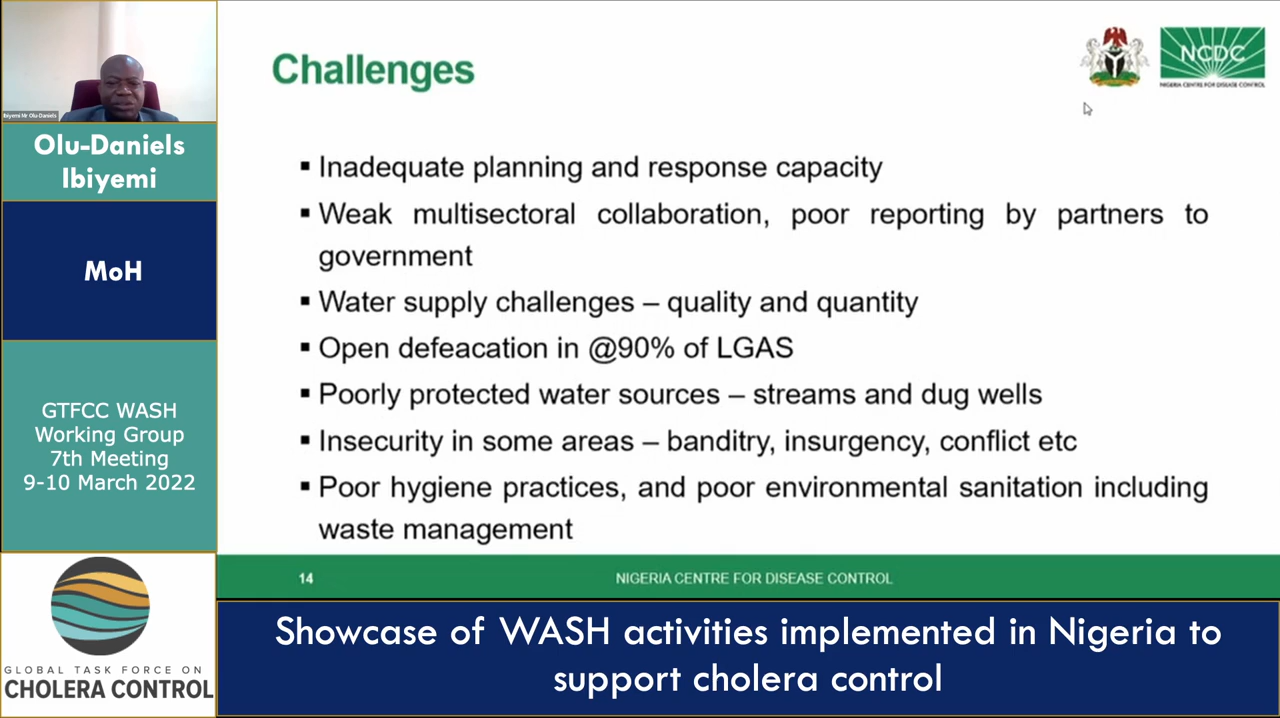 Ibiyemi Mr Olu-Daniels
Olu-Daniels
Ibiyemi
MoH
GTFCC WASH
Working Group
7th Meeting
9-10 March 2022
GLOBAL TASK FORCE ON
CHOLERA CONTROL
Challenges
NCDC
NIGERIA CENTRE FOR DISEASE CONTROL
▪ Inadequate planning and response capacity
▪ Weak multisectoral collaboration, poor reporting by partners to
government
▪ Water supply challenges – quality and quantity
▪ Open defeacation in @90% of LGAS
▪ Poorly protected water sources – streams and dug wells
▪ Insecurity in some areas – banditry, insurgency, conflict etc
▪ Poor hygiene practices, and poor environmental sanitation including
waste management
14
NIGERIA CENTRE FOR DISEASE CONTROL
Showcase of WASH activities implemented in Nigeria to
support cholera control